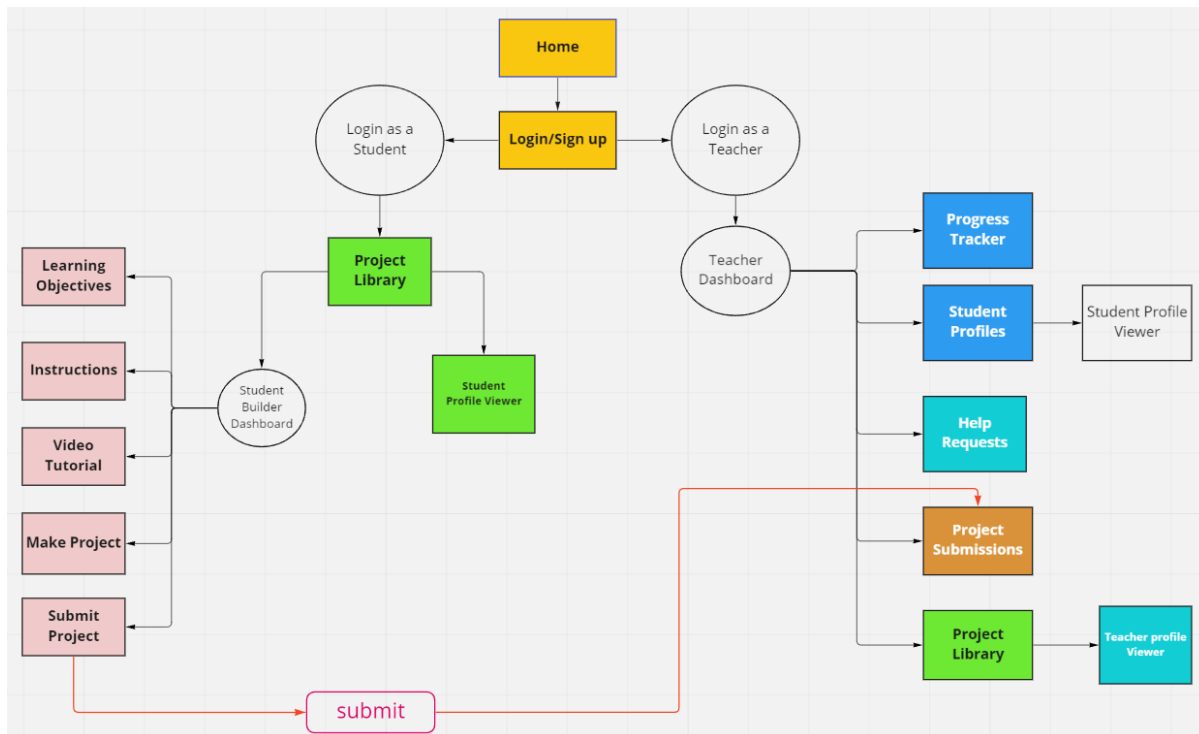 Home
Login as a
Student
Login/Sign up
Login as a
Teacher
Progress
Tracker
Learning
Objectives
Project
Library
Teacher
Dashboard
Student
Profiles
Student Profile
Viewer
Instructions
Student
Builder
Dashboard
Student
Profile Viewer
Help
Requests
Video
Tutorial
Make Project
Project
Submissions
Submit
Project
Project
Library
Teacher profile
Viewer
submit